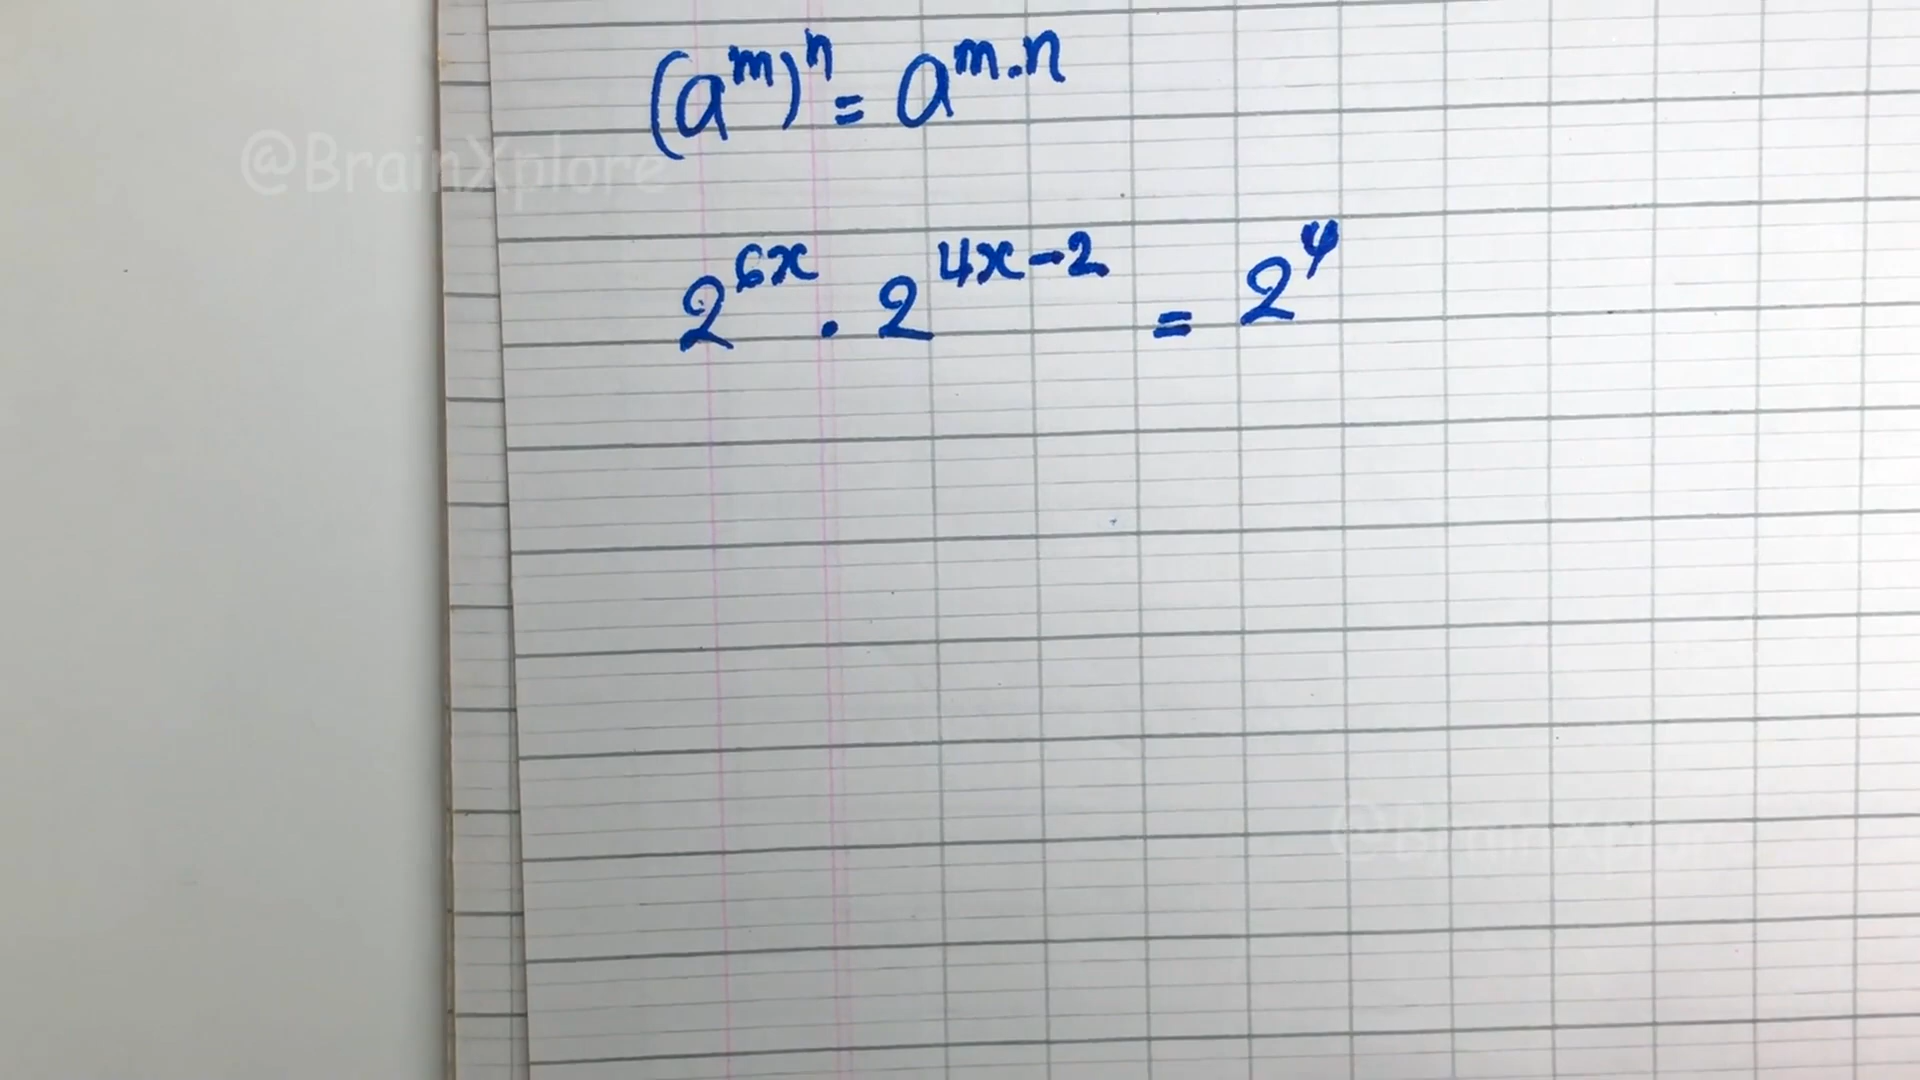 (a^m)^n = a^{m.n}
@BrainXplore
2^{6x} . 2^{4x-2} = 2^4